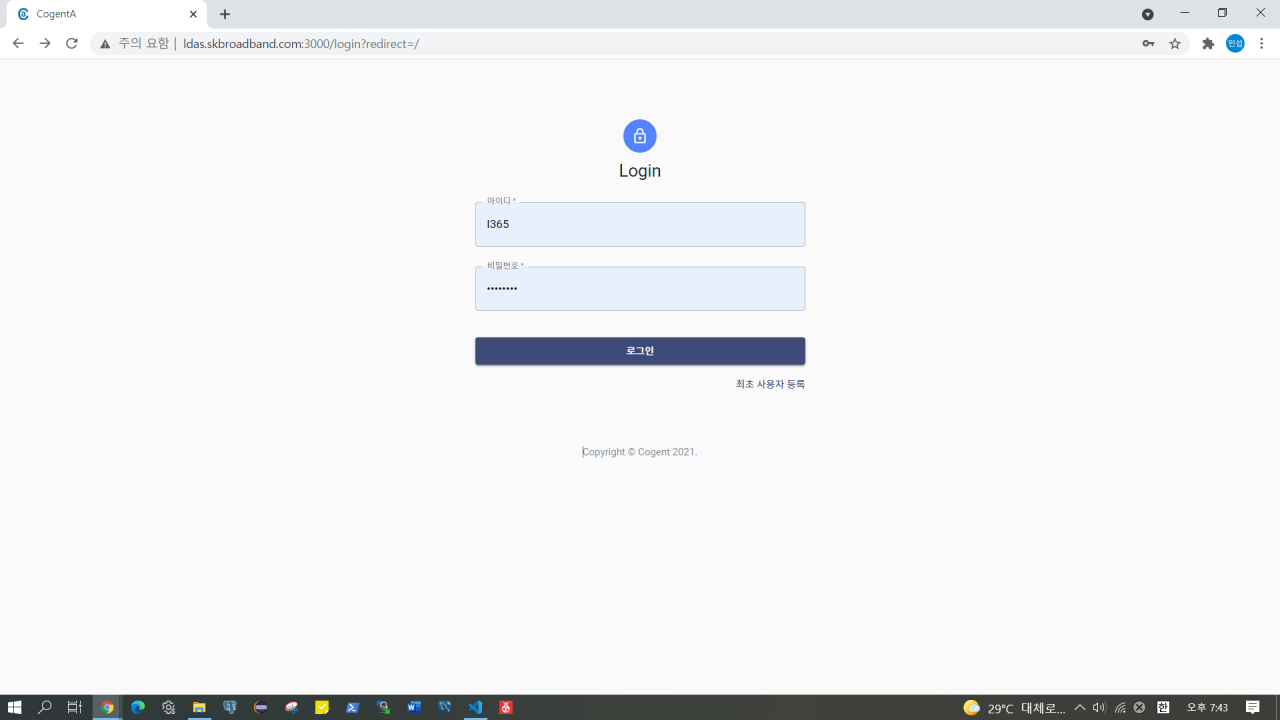 CogentA
주의 요함 | ldas.skbroadband.com:3000/login?redirect=/
민섭
Login
아이디 *
I365
비밀번호 *
••••••••
로그인
최초 사용자 등록
Copyright © Cogent 2021.
29°C 대체로... 한 오후 7:43